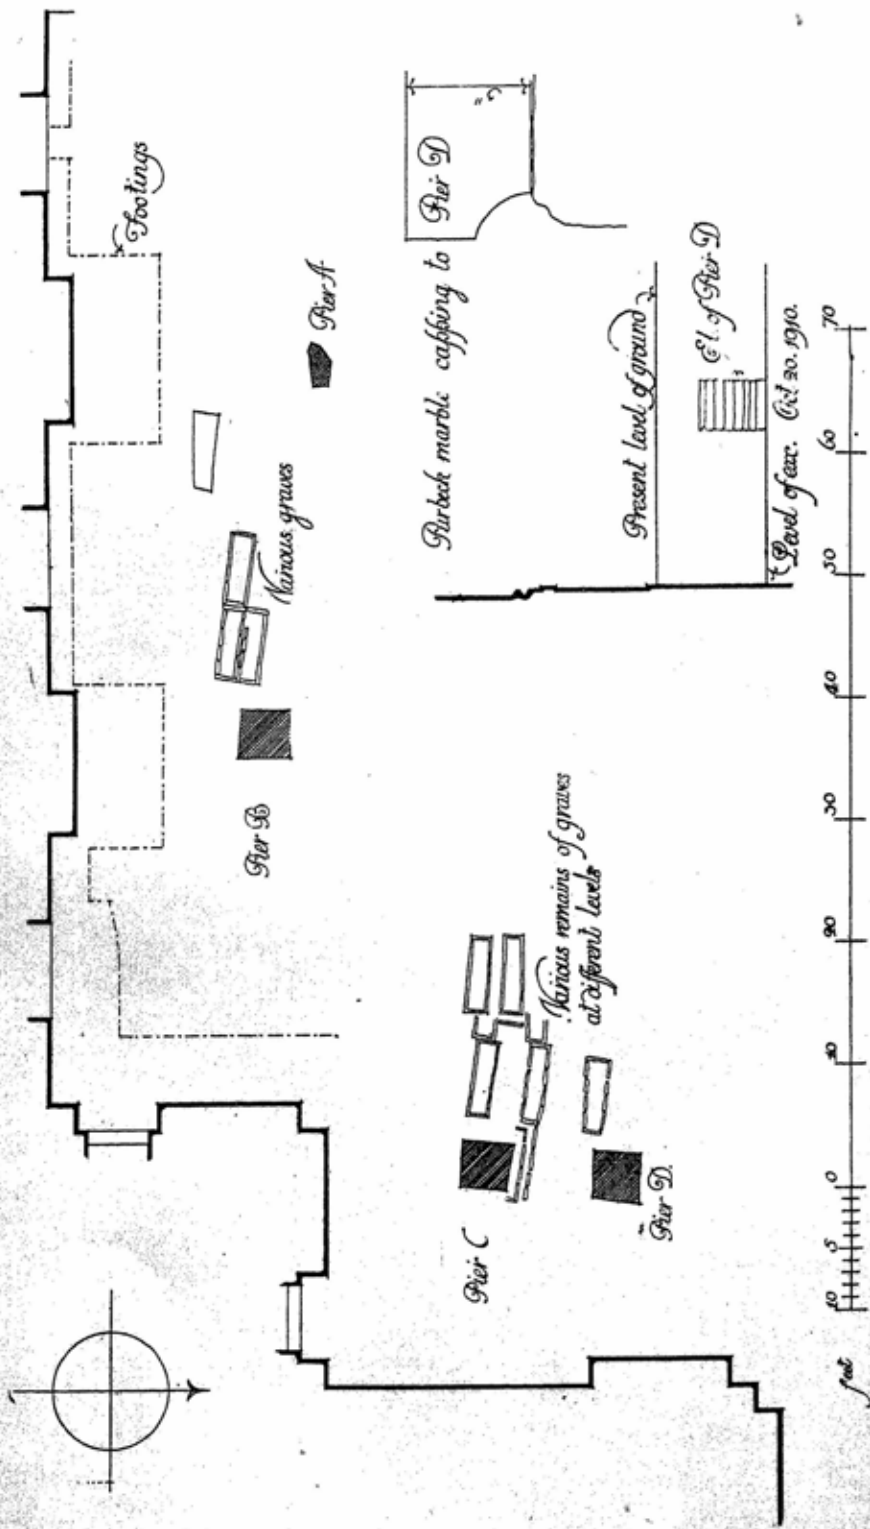 Footings
Pier A
Various graves
Pier B
Purbeck marble capping to Pier D
Present level of ground
El. of Pier D
Level of exc. Oct 20. 1910.
Various remains of graves
at different levels
Pier C
Pier D
feet
10 5 0 10 20 30 40 50 60 70